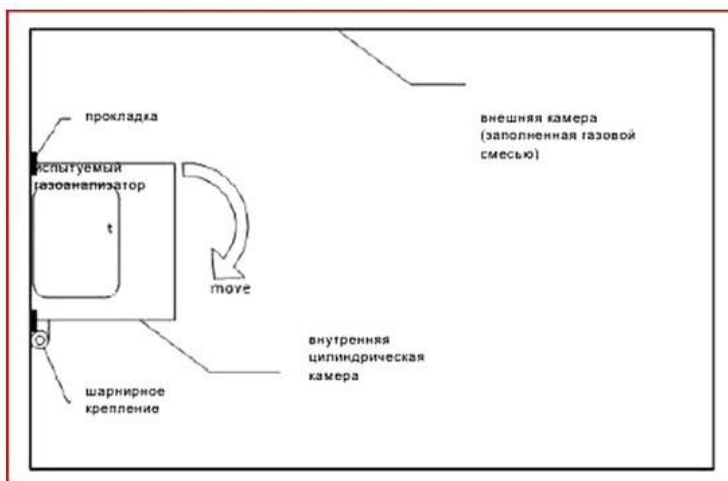 прокладка
внешняя камера
(заполненная газовой
смесью)
испытуемый
газоанализатор
t
move
внутренняя
цилиндрическая
камера
шарнирное
крепление